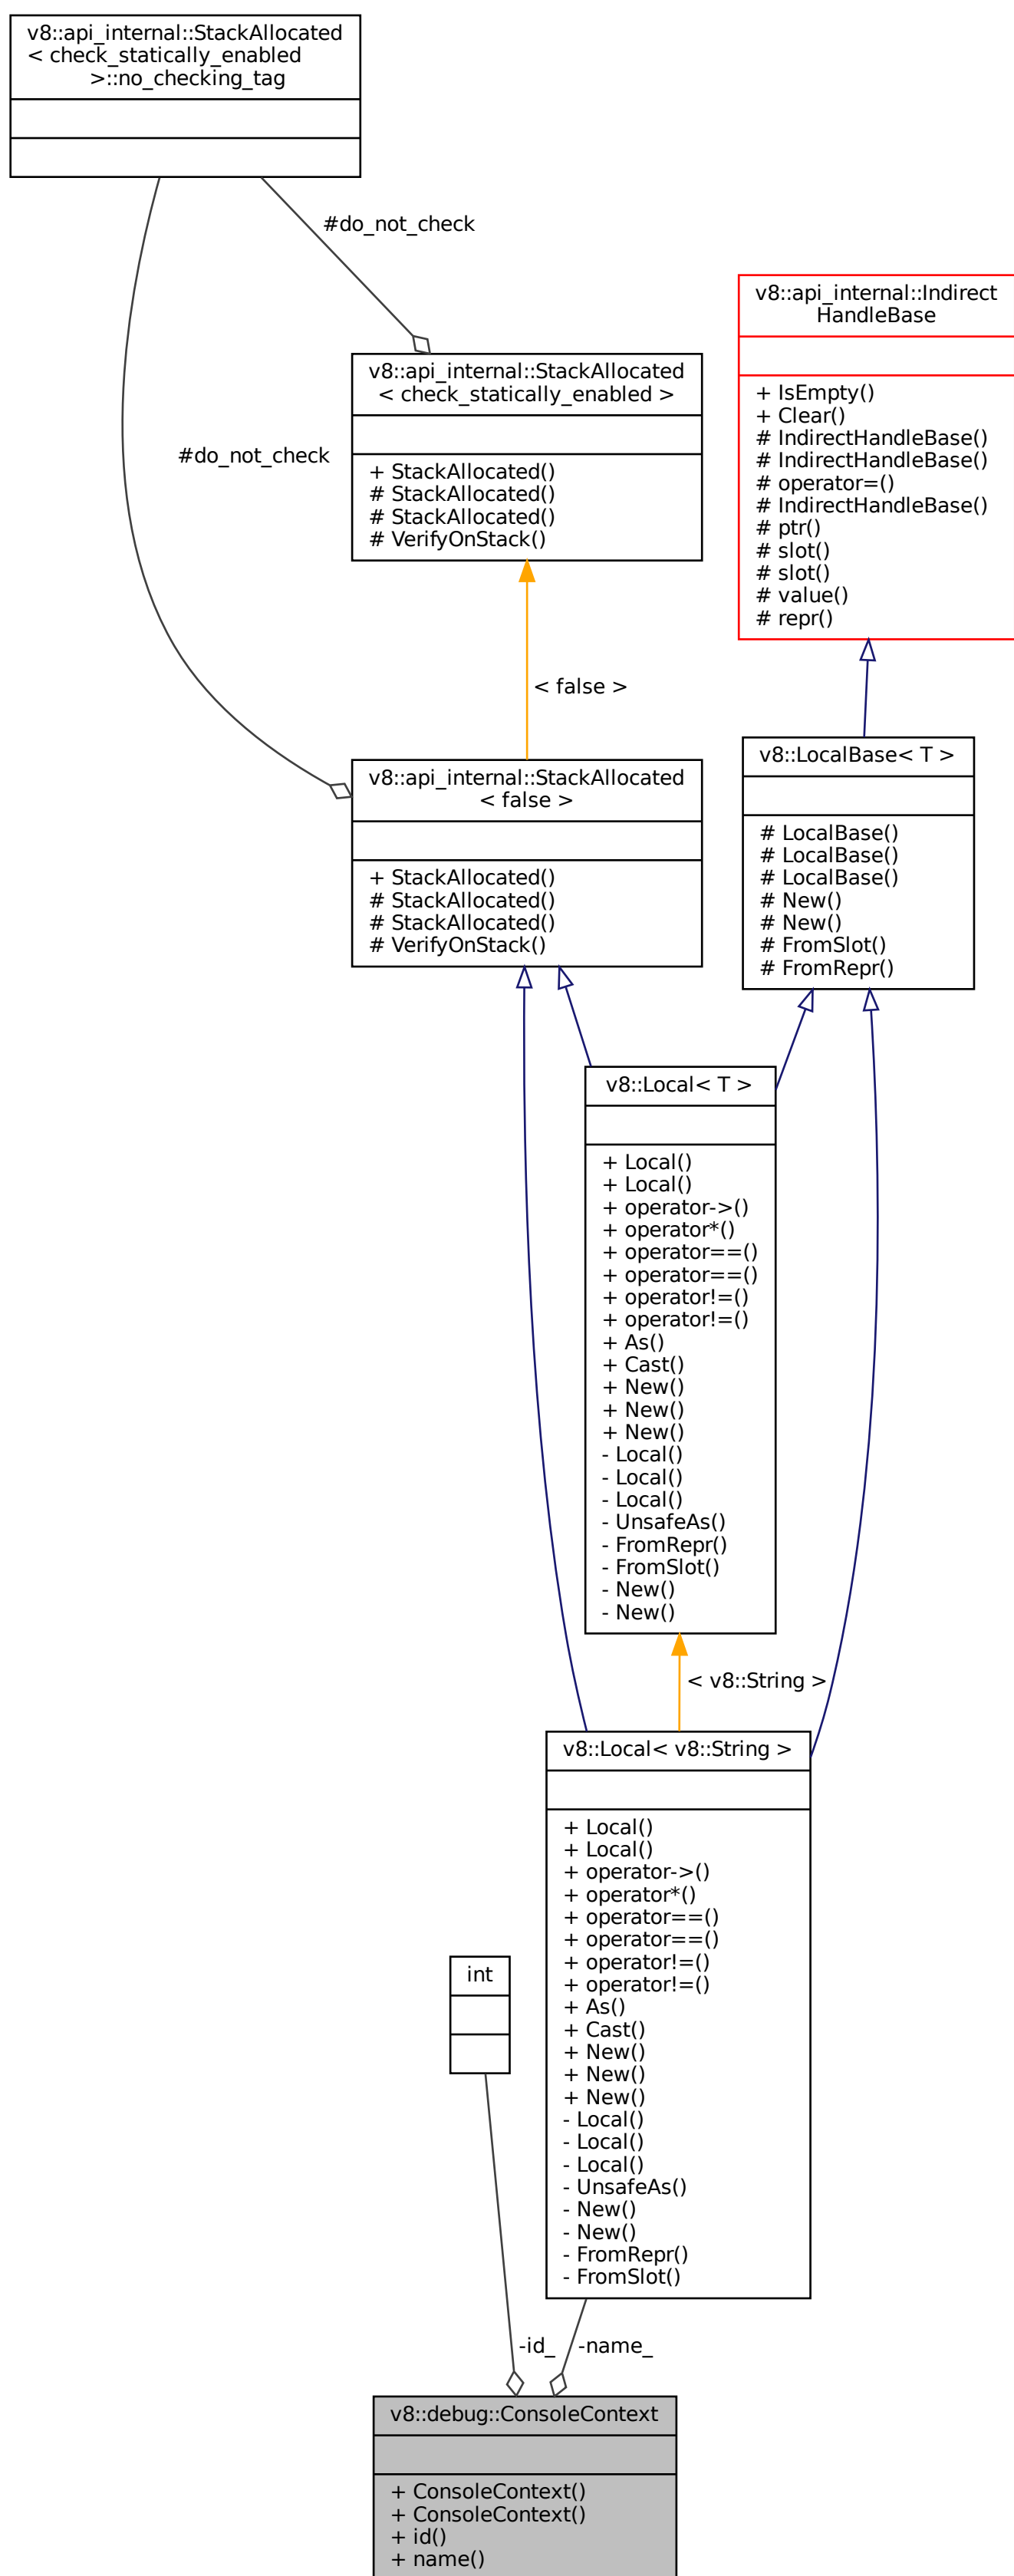 v8::api_internal::StackAllocated
< check_statically_enabled
>::no_checking_tag
#do_not_check
v8::api_internal::Indirect
HandleBase
+ IsEmpty()
+ Clear()
# IndirectHandleBase()
# IndirectHandleBase()
# operator=()
# IndirectHandleBase()
# ptr()
# slot()
# slot()
# value()
# repr()
v8::api_internal::StackAllocated
< check_statically_enabled >
+ StackAllocated()
# StackAllocated()
# StackAllocated()
# VerifyOnStack()
#do_not_check
< false >
v8::LocalBase< T >
# LocalBase()
# LocalBase()
# LocalBase()
# New()
# New()
# FromSlot()
# FromRepr()
v8::api_internal::StackAllocated
< false >
+ StackAllocated()
# StackAllocated()
# StackAllocated()
# VerifyOnStack()
v8::Local< T >
+ Local()
+ Local()
+ operator->()
+ operator*()
+ operator==()
+ operator==()
+ operator!=()
+ operator!=()
+ As()
+ Cast()
+ New()
+ New()
+ New()
- Local()
- Local()
- Local()
- UnsafeAs()
- FromRepr()
- FromSlot()
- New()
- New()
< v8::String >
v8::Local< v8::String >
+ Local()
+ Local()
+ operator->()
+ operator*()
+ operator==()
+ operator==()
+ operator!=()
+ operator!=()
+ As()
+ Cast()
+ New()
+ New()
+ New()
- Local()
- Local()
- Local()
- UnsafeAs()
- New()
- New()
- FromRepr()
- FromSlot()
int
-id_
-name_
v8::debug::ConsoleContext
+ ConsoleContext()
+ ConsoleContext()
+ id()
+ name()